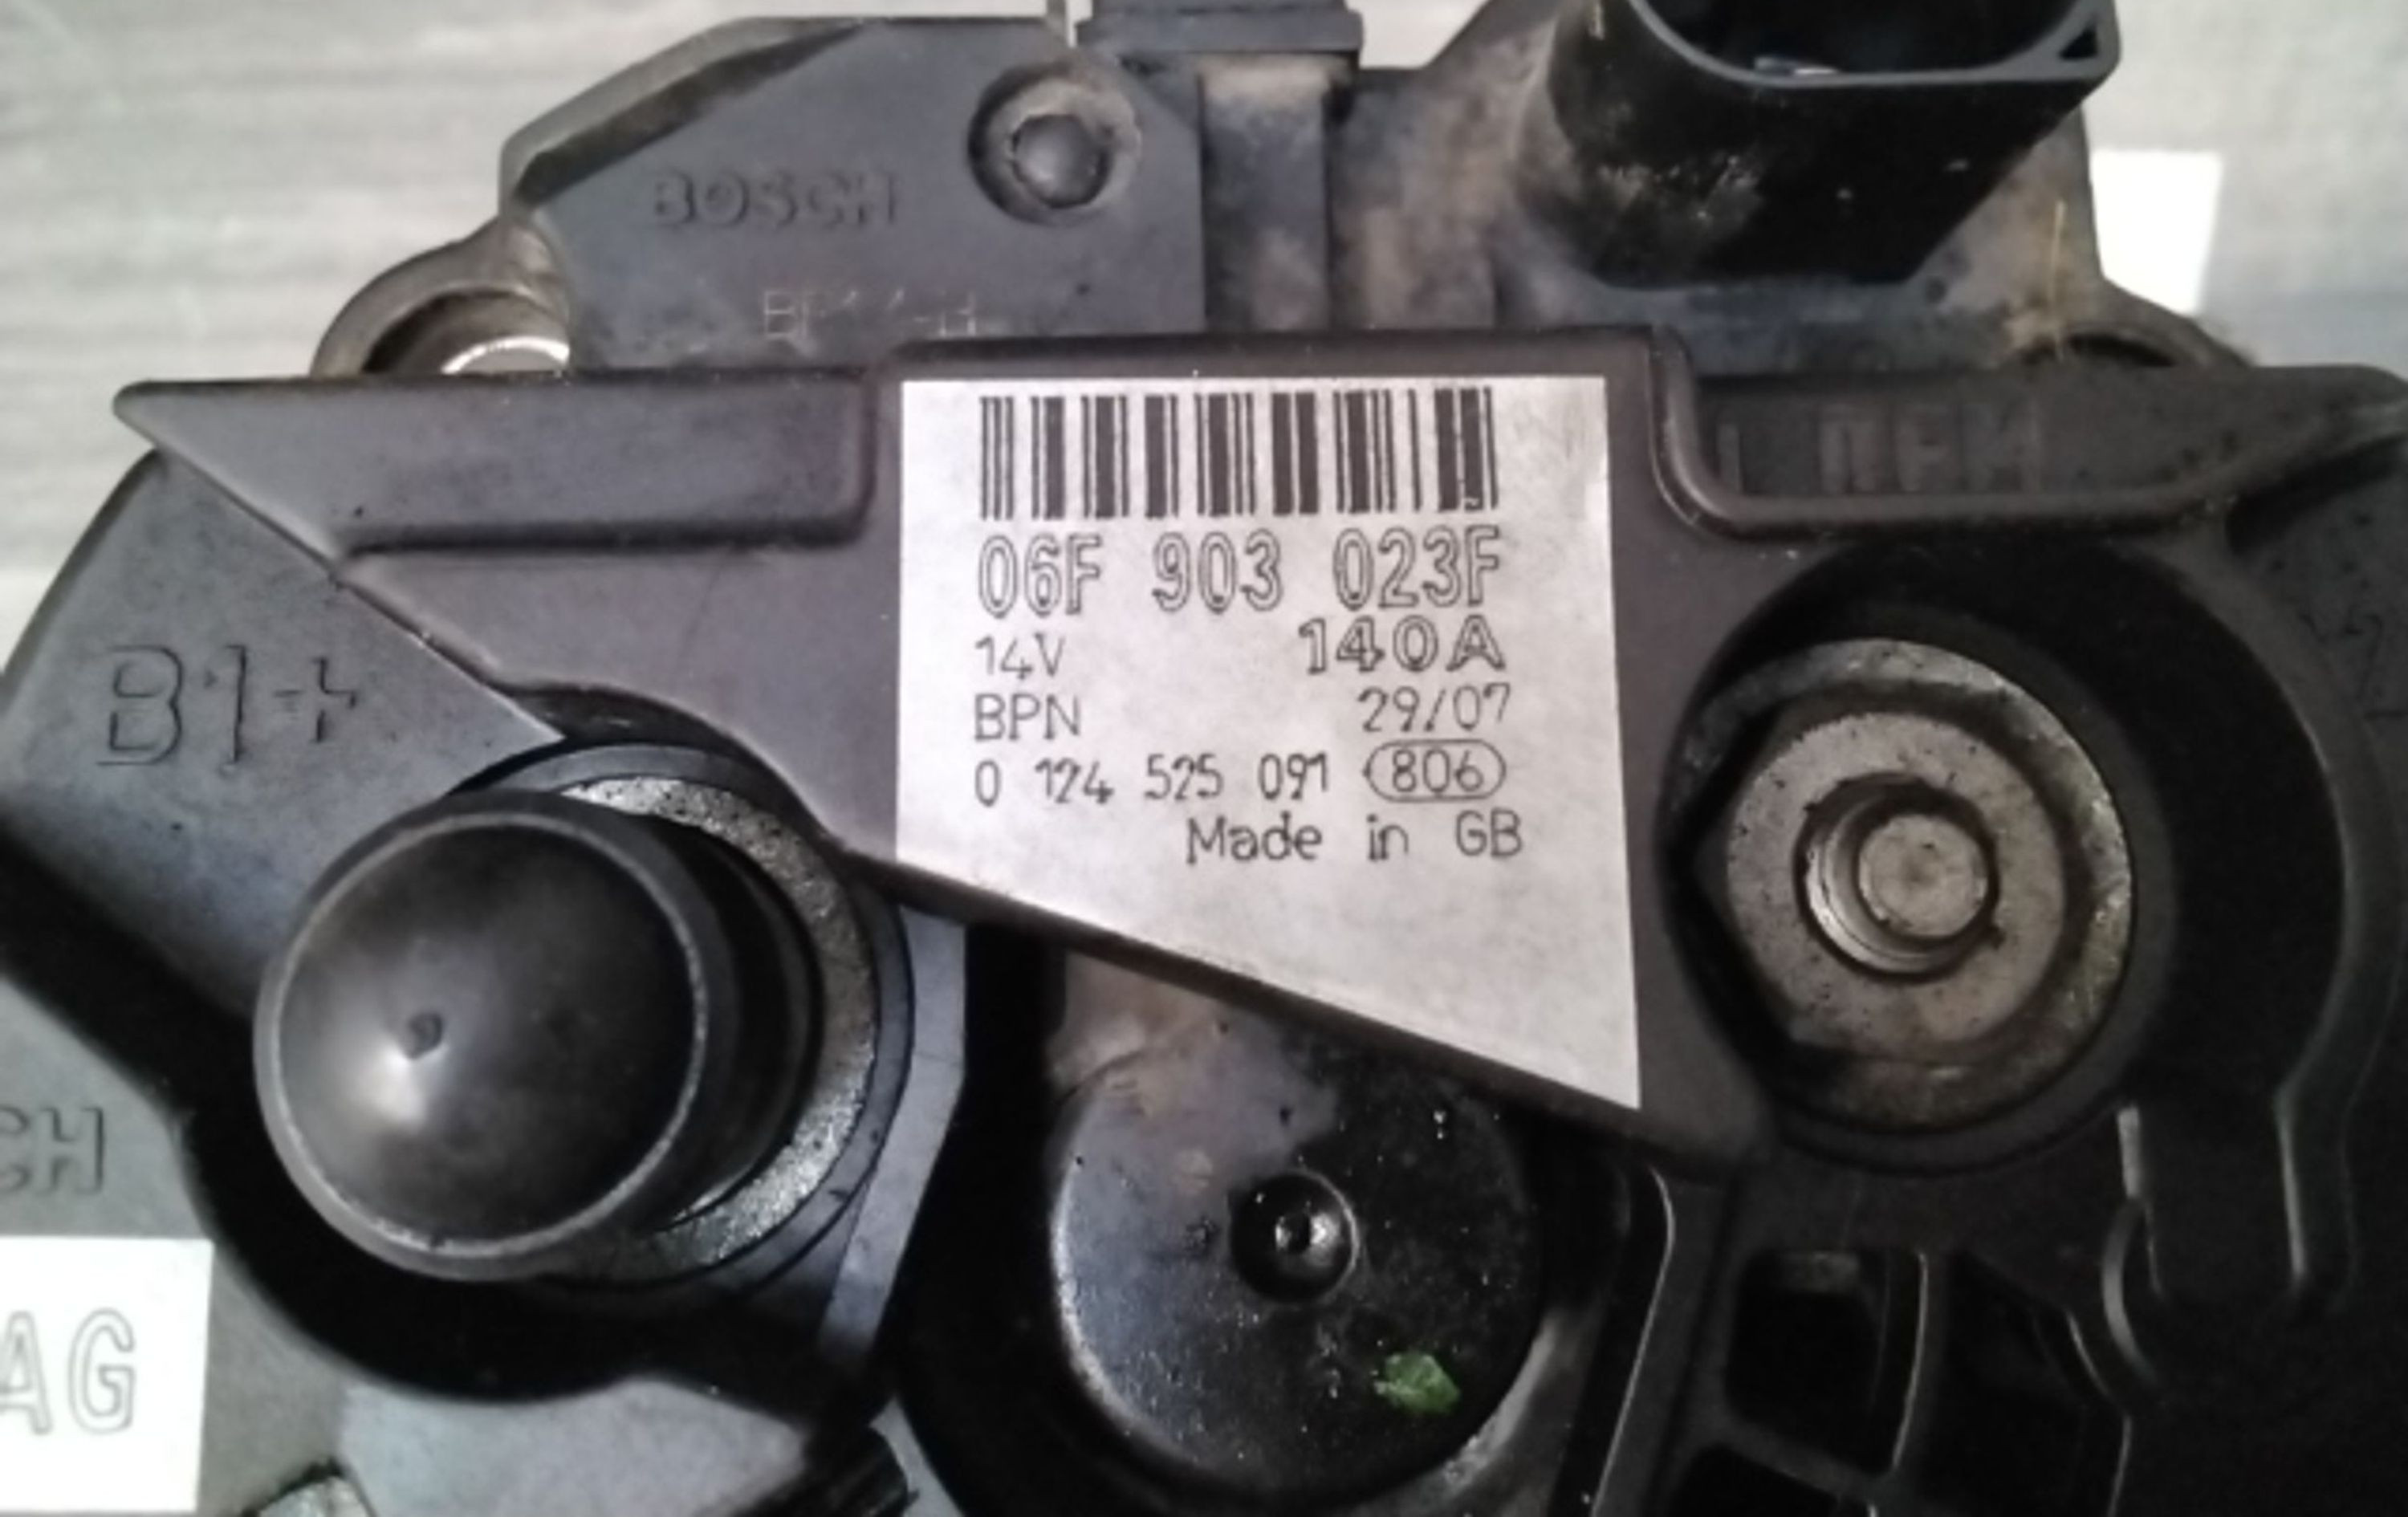 BOSCH
06F 903 023F
14V 140A
BPN 29/07
0 124 525 091 806
Made in GB
B1+
CH
AG